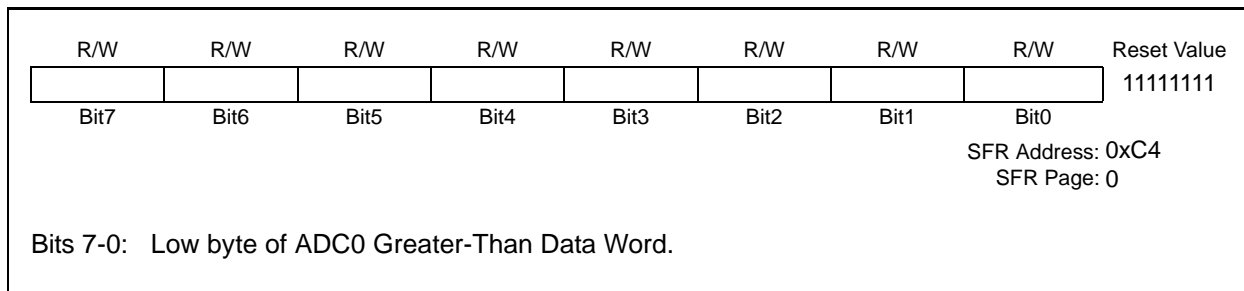 R/W R/W R/W R/W R/W R/W R/W R/W Reset Value
11111111
Bit7 Bit6 Bit5 Bit4 Bit3 Bit2 Bit1 Bit0
SFR Address: 0xC4
SFR Page: 0
Bits 7-0: Low byte of ADC0 Greater-Than Data Word.